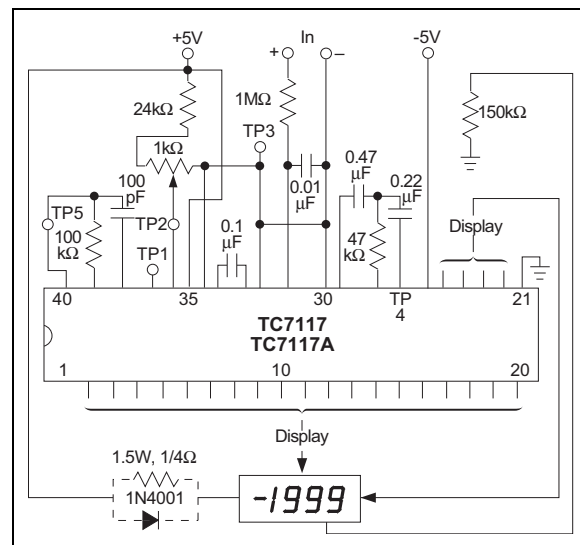 +5V
In
-5V
+
–
24kΩ
1MΩ
150kΩ
1kΩ
TP3
100
pF
0.01
μF
0.47
μF
0.22
μF
TP5
TP2
0.1
μF
Display
100
kΩ
TP1
47
kΩ
40
35
30
TP
4
21
TC7117
TC7117A
1
10
20
Display
1.5W, 1/4Ω
1N4001
-1999